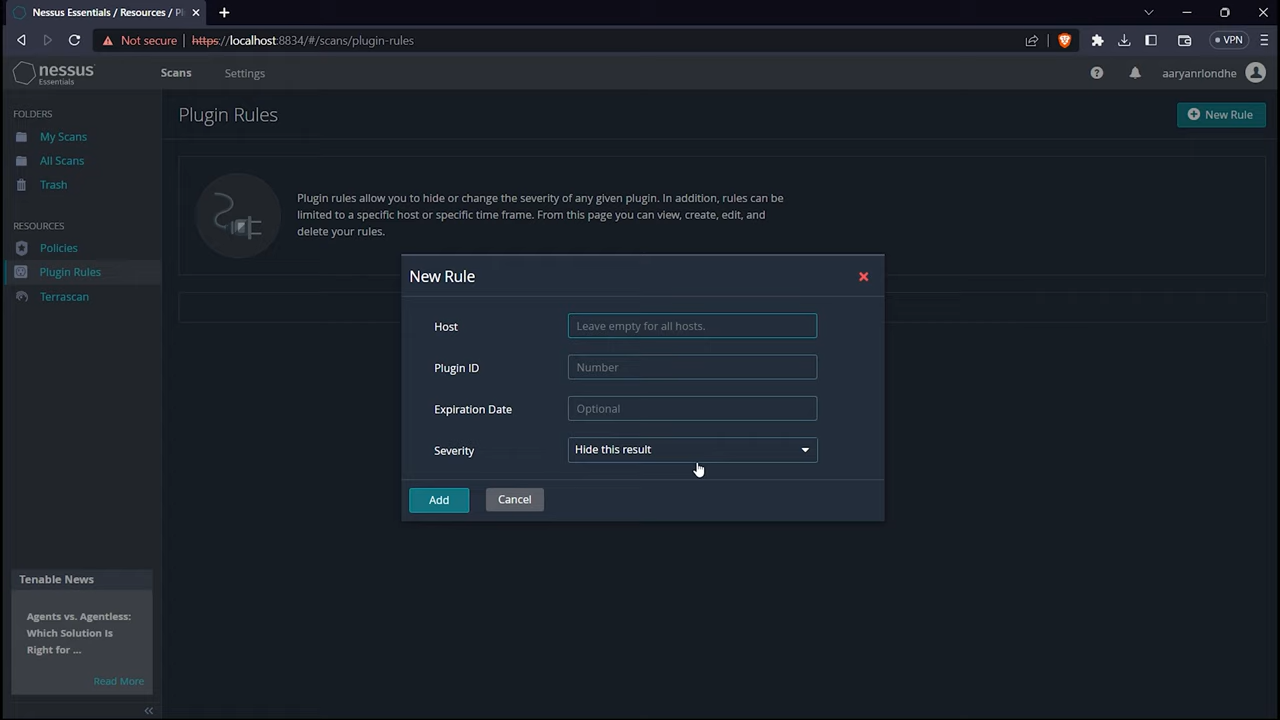 Nessus Essentials / Resources / Pl
Not secure
https://localhost:8834/#/scans/plugin-rules
VPN
nessus
Essentials
Scans
Settings
aaryanrlondhe
FOLDERS
My Scans
All Scans
Trash
RESOURCES
Policies
Plugin Rules
Terrascan
Plugin Rules
New Rule
Plugin rules allow you to hide or change the severity of any given plugin. In addition, rules can be
limited to a specific host or specific time frame. From this page you can view, create, edit, and
delete your rules.
New Rule
Host
Leave empty for all hosts.
Plugin ID
Number
Expiration Date
Optional
Severity
Hide this result
Add
Cancel
Tenable News
Agents vs. Agentless:
Which Solution Is
Right for ...
Read More